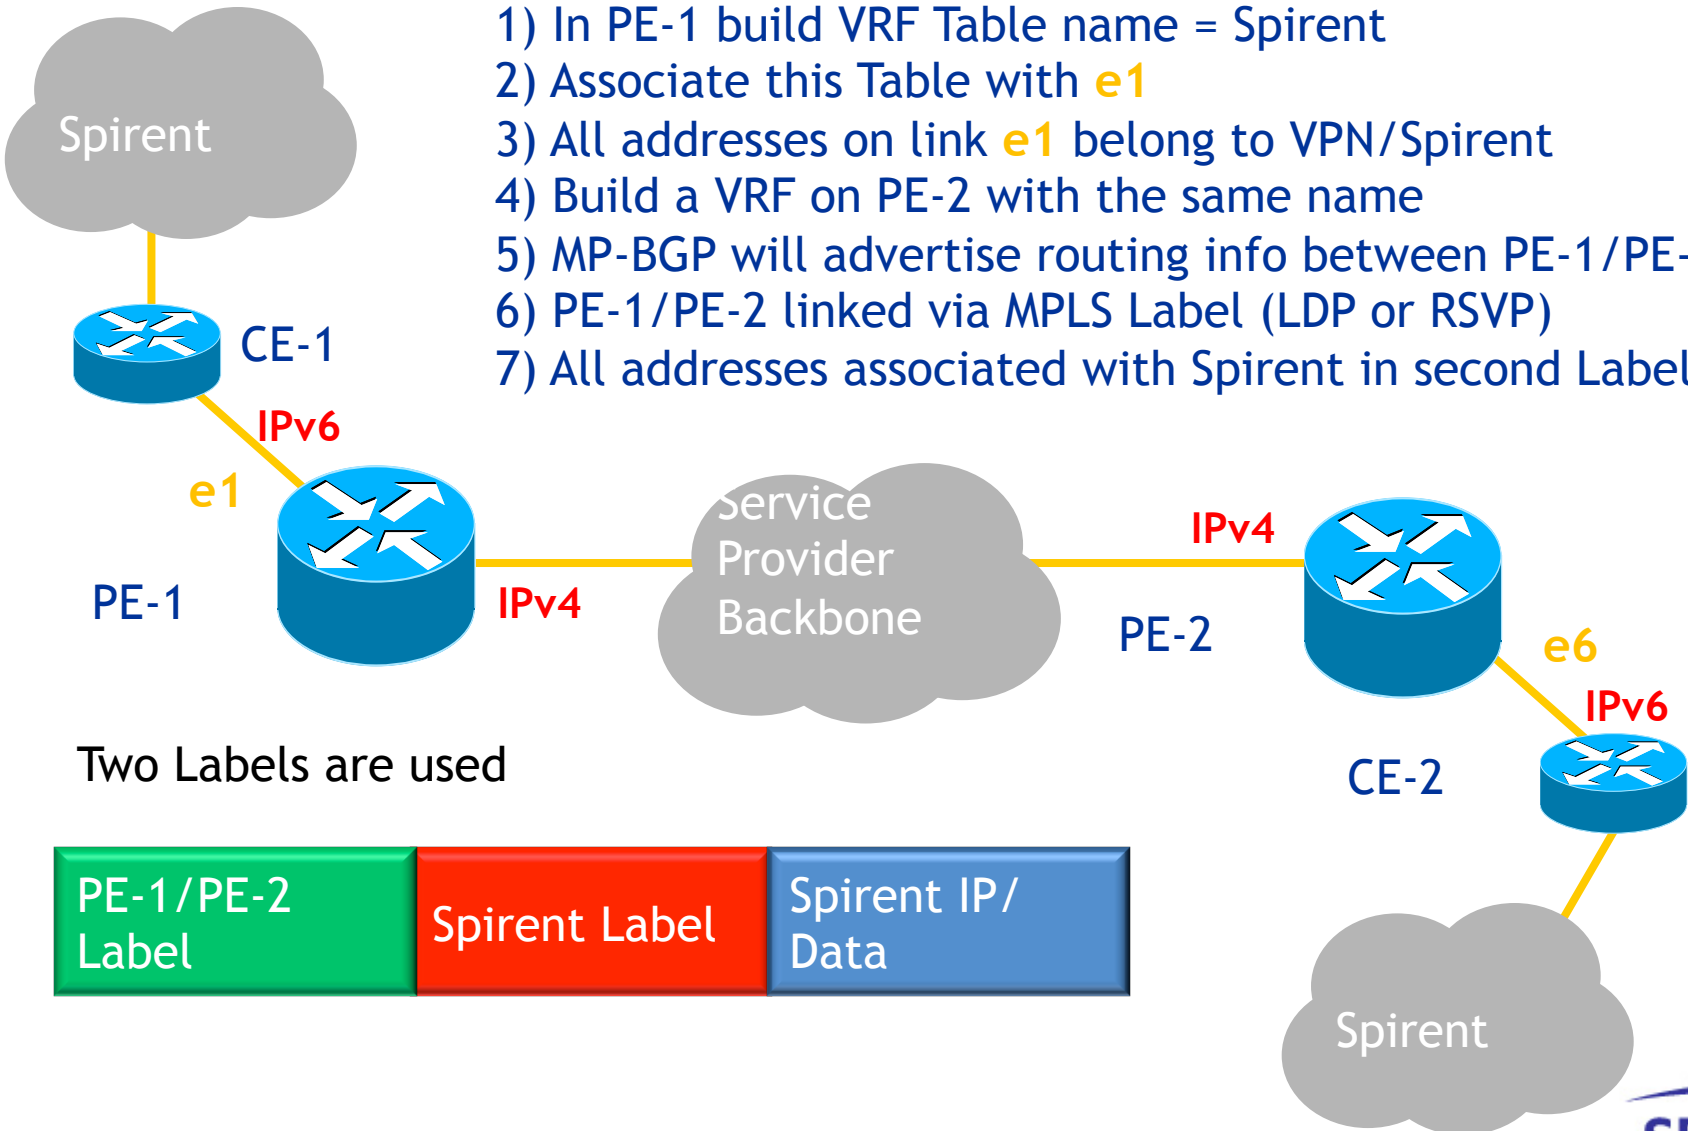 1) In PE-1 build VRF Table name = Spirent
2) Associate this Table with e1
3) All addresses on link e1 belong to VPN/Spirent
4) Build a VRF on PE-2 with the same name
5) MP-BGP will advertise routing info between PE-1/PE-
6) PE-1/PE-2 linked via MPLS Label (LDP or RSVP)
7) All addresses associated with Spirent in second Label
Spirent
CE-1
IPv6
e1
PE-1
IPv4
Service
Provider
Backbone
IPv4
PE-2
e6
IPv6
CE-2
Two Labels are used
PE-1/PE-2
Label
Spirent Label
Spirent IP/
Data
Spirent